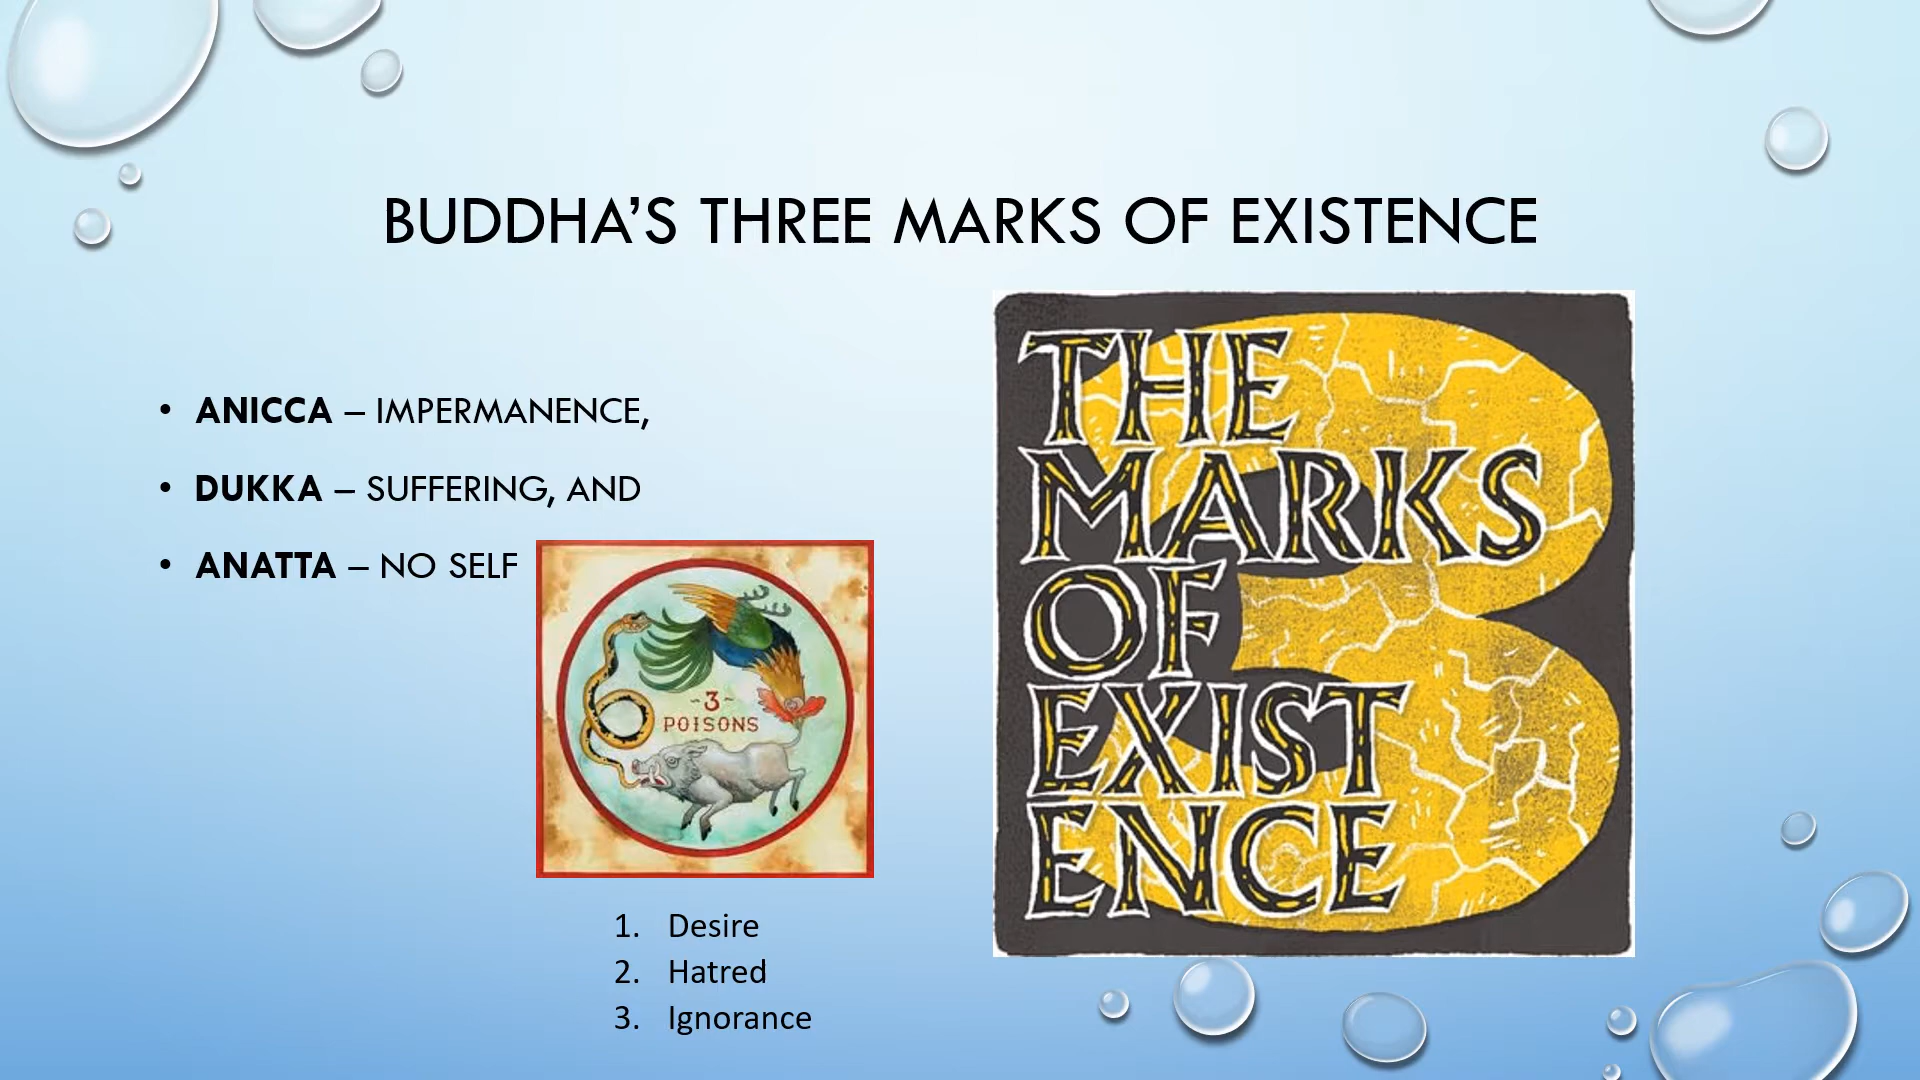 BUDDHA'S THREE MARKS OF EXISTENCE
• ANICCA – IMPERMANENCE,
• DUKKA – SUFFERING, AND
• ANATTA – NO SELF
~3~
POISONS
1. Desire
2. Hatred
3. Ignorance
3
THE
MARKS
OF
EXIST
ENCE